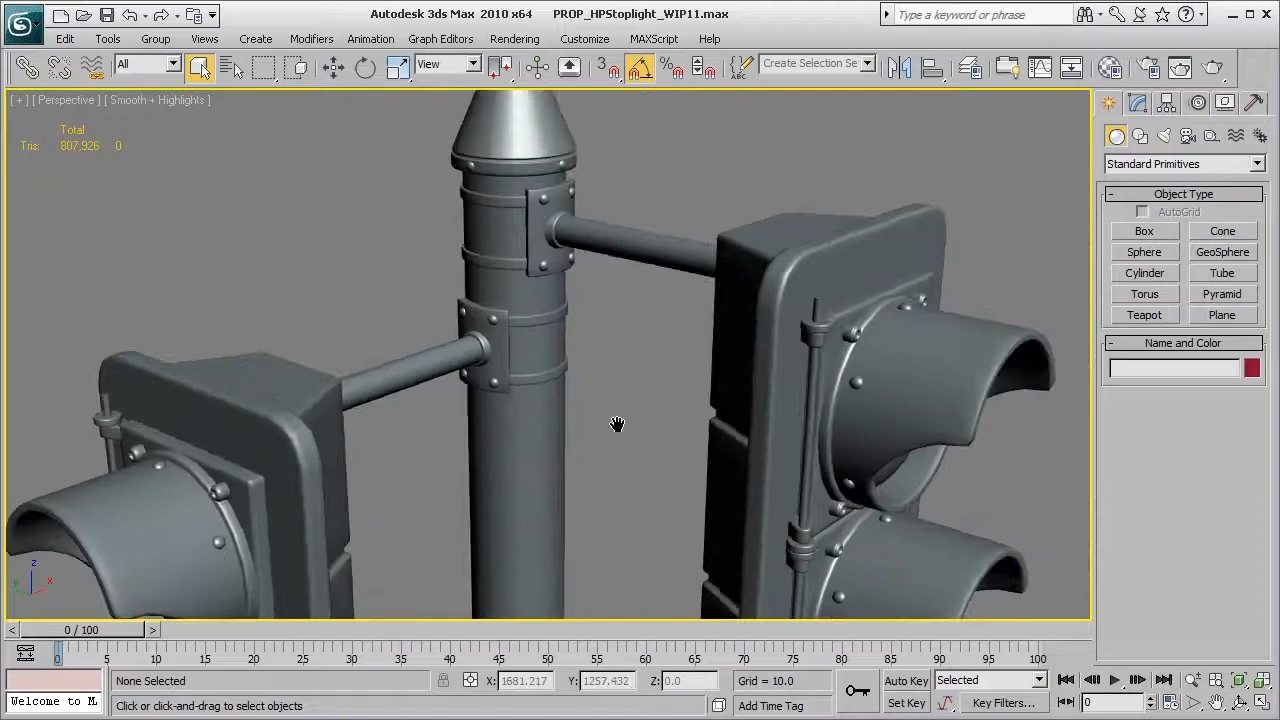 Autodesk 3ds Max 2010 x64 PROP_HPStoplight_WIP11.max
Type a keyword or phrase
Edit Tools Group Views Create Modifiers Animation Graph Editors Rendering Customize MAXScript Help
All
View
3
Create Selection Se
[ + ] [ Perspective ] [ Smooth + Highlights ]
Total
Tris: 807,926 0
Standard Primitives
- Object Type
AutoGrid
Box Cone
Sphere GeoSphere
Cylinder Tube
Torus Pyramid
Teapot Plane
- Name and Color
z
x
y
< 0 / 100 >
0 5 10 15 20 25 30 35 40 45 50 55 60 65 70 75 80 85 90 95 100
None Selected X: 1681,217 Y: 1257,432 Z: 0.0 Grid = 10.0 Auto Key Selected
Welcome to M Click or click-and-drag to select objects Add Time Tag Set Key Key Filters... 0